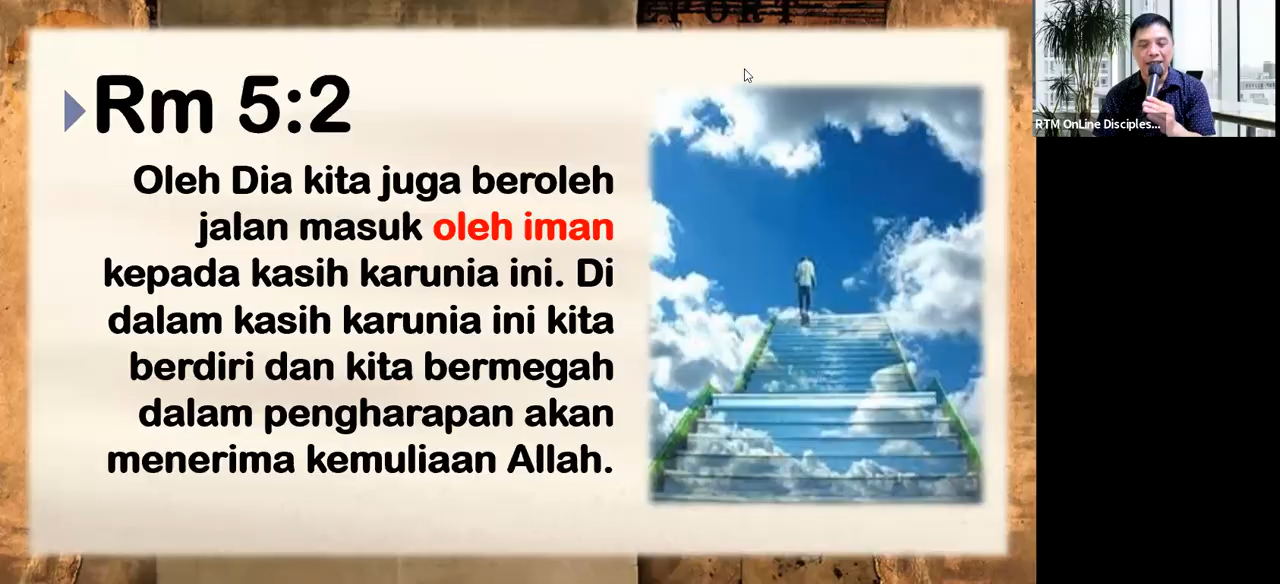 Rm 5:2
Oleh Dia kita juga beroleh
jalan masuk oleh iman
kepada kasih karunia ini. Di
dalam kasih karunia ini kita
berdiri dan kita bermegah
dalam pengharapan akan
menerima kemuliaan Allah.
RTM OnLine Disciples...